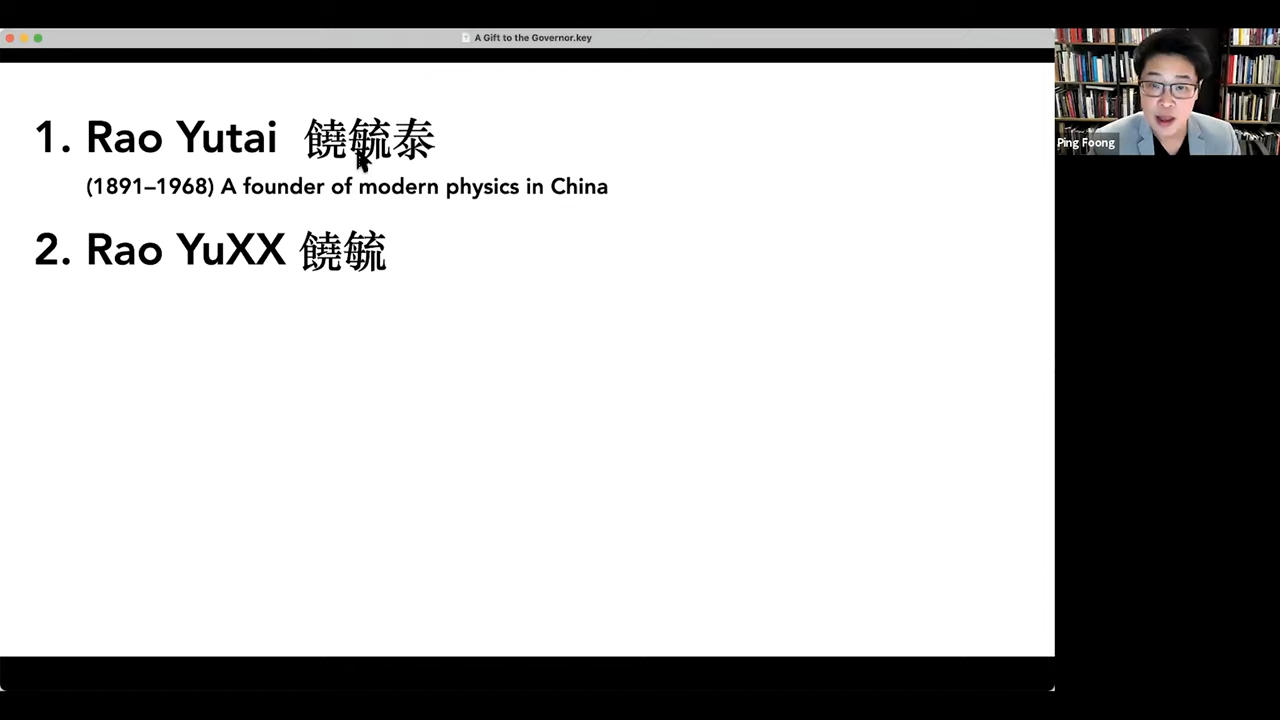 A Gift to the Governor.key
1. Rao Yutai 饒毓泰
(1891–1968) A founder of modern physics in China
2. Rao YuXX 饒毓
Ping Foong